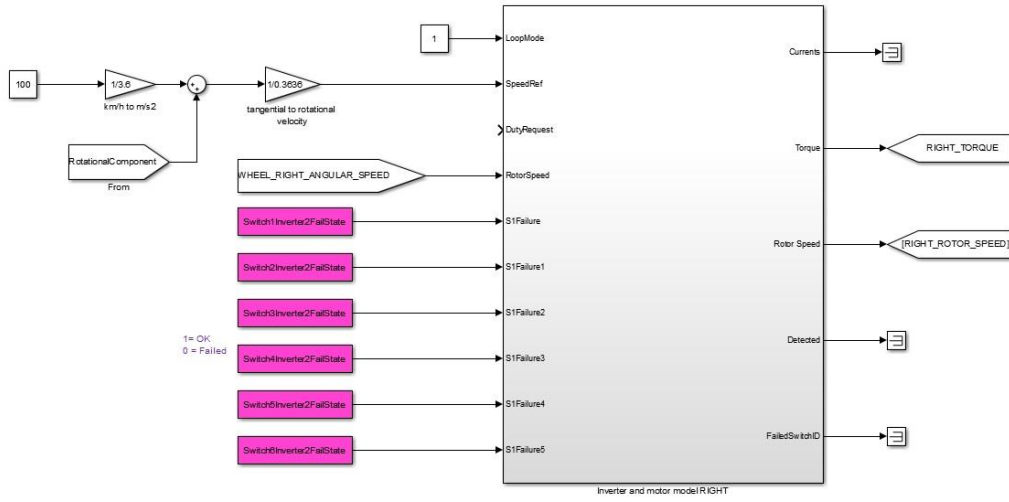 1
LoopMode
Currents
100
1/3.6
km/h to m/s2
1/0.3636
tangential to rotational
velocity
SpeedRef
DutyRequest
RotationalComponent
From
Torque
RIGHT_TORQUE
WHEEL_RIGHT_ANGULAR_SPEED
RotorSpeed
Switch1Inverter2FailState
S1Failure
Rotor Speed
[RIGHT_ROTOR_SPEED]
Switch2Inverter2FailState
S1Failure1
Switch3Inverter2FailState
S1Failure2
1= OK
0 = Failed
Detected
Switch4Inverter2FailState
S1Failure3
Switch5Inverter2FailState
S1Failure4
FailedSwitchID
Switch6Inverter2FailState
S1Failure5
Inverter and motor model RIGHT